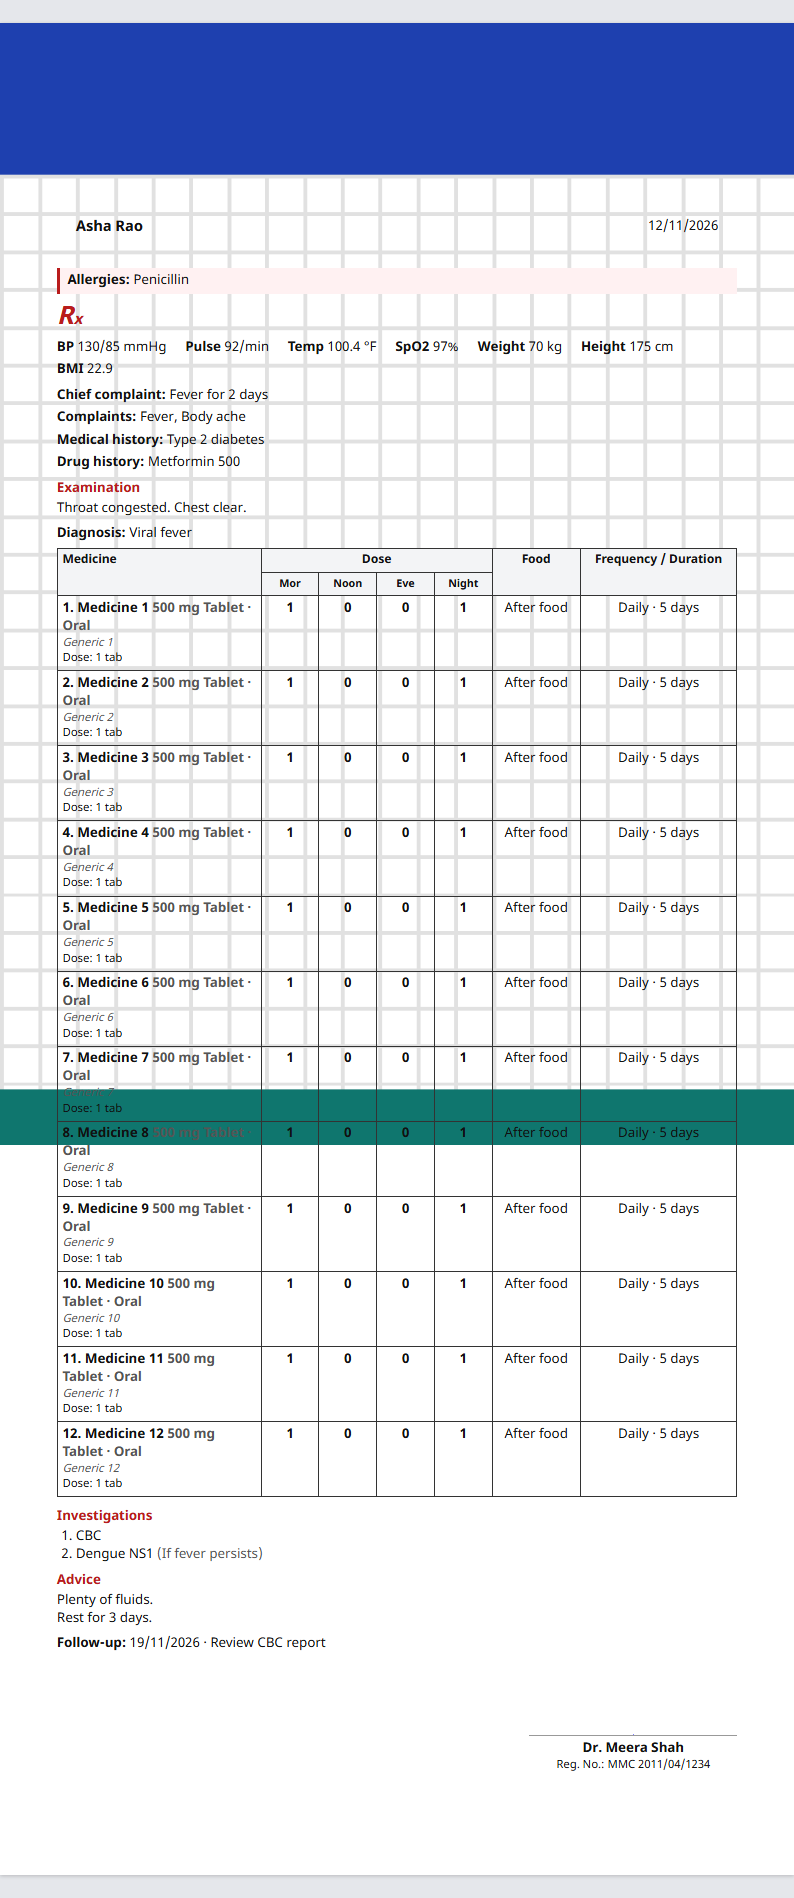 Asha Rao 12/11/2026
Allergies: Penicillin
Rx
BP 130/85 mmHg Pulse 92/min Temp 100.4 °F SpO2 97% Weight 70 kg Height 175 cm
BMI 22.9
Chief complaint: Fever for 2 days
Complaints: Fever, Body ache
Medical history: Type 2 diabetes
Drug history: Metformin 500
Examination
Throat congested. Chest clear.
Diagnosis: Viral fever
Medicine Dose Food Frequency / Duration
Mor Noon Eve Night
1. Medicine 1 500 mg Tablet · 1 0 0 1 After food Daily · 5 days
Oral
Generic 1
Dose: 1 tab
2. Medicine 2 500 mg Tablet · 1 0 0 1 After food Daily · 5 days
Oral
Generic 2
Dose: 1 tab
3. Medicine 3 500 mg Tablet · 1 0 0 1 After food Daily · 5 days
Oral
Generic 3
Dose: 1 tab
4. Medicine 4 500 mg Tablet · 1 0 0 1 After food Daily · 5 days
Oral
Generic 4
Dose: 1 tab
5. Medicine 5 500 mg Tablet · 1 0 0 1 After food Daily · 5 days
Oral
Generic 5
Dose: 1 tab
6. Medicine 6 500 mg Tablet · 1 0 0 1 After food Daily · 5 days
Oral
Generic 6
Dose: 1 tab
7. Medicine 7 500 mg Tablet · 1 0 0 1 After food Daily · 5 days
Oral
Generic 7
Dose: 1 tab
8. Medicine 8 500 mg Tablet · 1 0 0 1 After food Daily · 5 days
Oral
Generic 8
Dose: 1 tab
9. Medicine 9 500 mg Tablet · 1 0 0 1 After food Daily · 5 days
Oral
Generic 9
Dose: 1 tab
10. Medicine 10 500 mg 1 0 0 1 After food Daily · 5 days
Tablet · Oral
Generic 10
Dose: 1 tab
11. Medicine 11 500 mg 1 0 0 1 After food Daily · 5 days
Tablet · Oral
Generic 11
Dose: 1 tab
12. Medicine 12 500 mg 1 0 0 1 After food Daily · 5 days
Tablet · Oral
Generic 12
Dose: 1 tab
Investigations
1. CBC
2. Dengue NS1 (If fever persists)
Advice
Plenty of fluids.
Rest for 3 days.
Follow-up: 19/11/2026 · Review CBC report
Dr. Meera Shah
Reg. No.: MMC 2011/04/1234